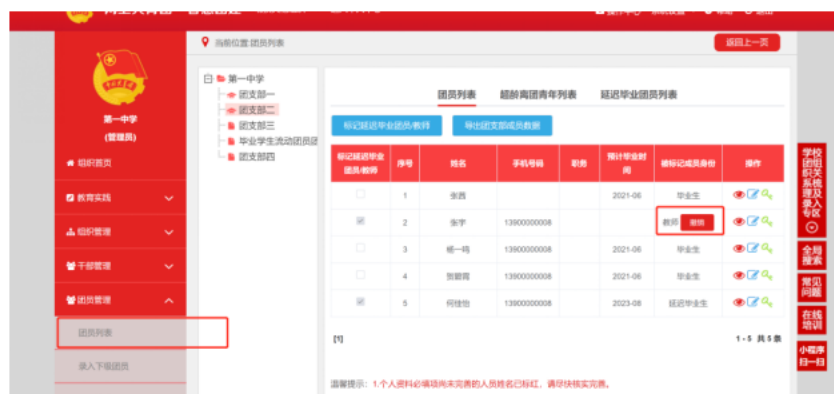 当前位置:团员列表
返回上一页
第一中学
(管理员)
组织首页
教育实践
组织管理
干部管理
团员管理
团员列表
录入下级团员
第一中学
团支部一
团支部二
团支部三
毕业学生流动团员团
团支部四
团员列表 超龄离团青年列表 延迟毕业团员列表
标记延迟毕业团员/教师 导出团支部成员数据
标记延迟毕业团员/教师 序号 姓名 手机号码 职务 预计毕业时间 被标记成员身份 操作
1 张茜 2021-06 毕业生
2 张宇 13900000008 教师 撤销
3 杨一鸣 13900000008 2021-06 毕业生
4 贺顺霄 13900000008 2021-06 毕业生
5 何佳怡 13900000008 2023-08 延迟毕业生
[1] 1-5 共5条
温馨提示：1.个人资料必填项尚未完善的人员姓名已标红，请尽快核实完善。
学校团组织关系管理及录入专区
全局搜索
常见问题
在线培训
小程序扫一扫